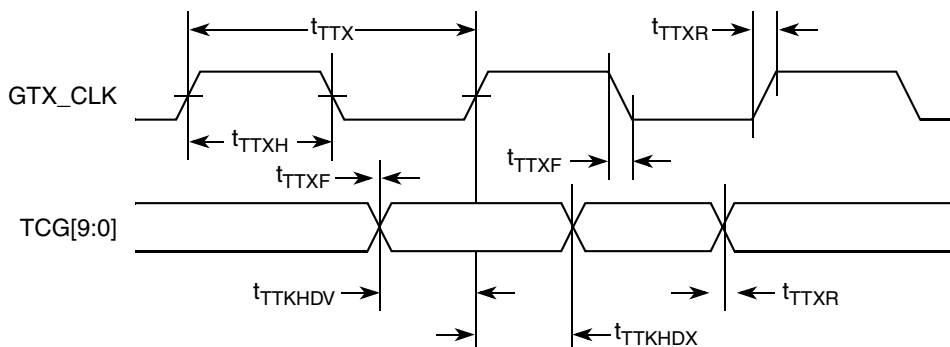 tTTX
tTTXR
GTX_CLK
tTTXH
tTTXF
tTTXF
TCG[9:0]
tTTKHDV
tTTXR
tTTKHDX